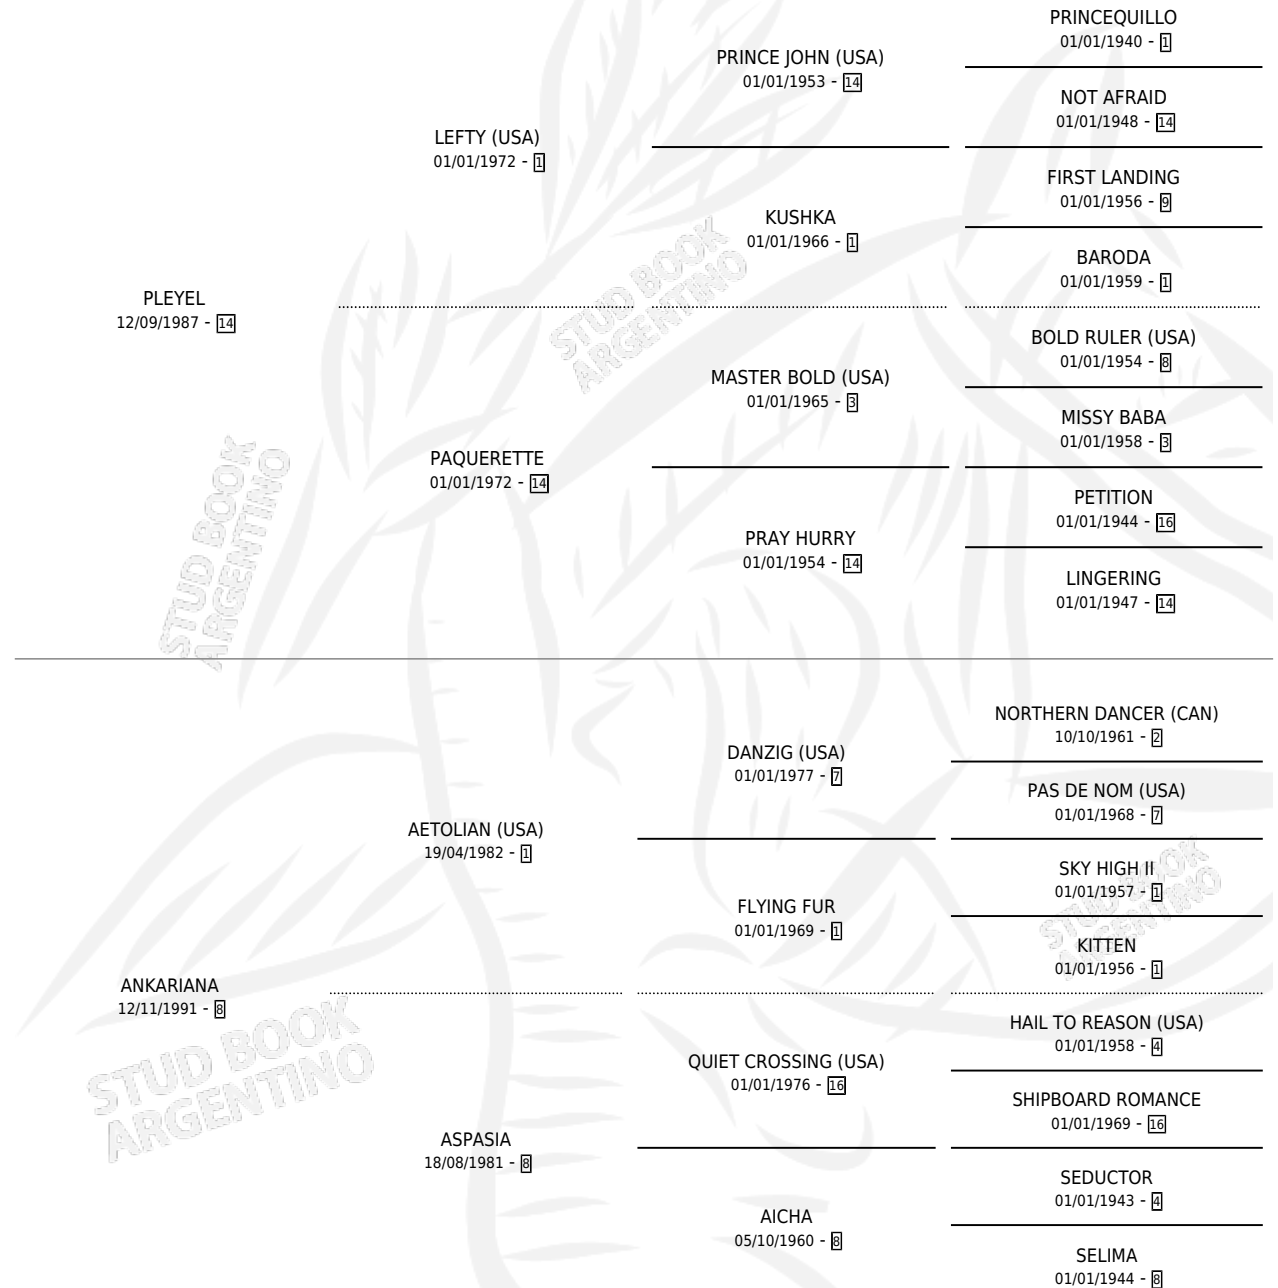 PRINCEQUILLO
01/01/1940 - 1
PRINCE JOHN (USA)
01/01/1953 - 14
NOT AFRAID
01/01/1948 - 14
LEFTY (USA)
01/01/1972 - 1
FIRST LANDING
01/01/1956 - 9
KUSHKA
01/01/1966 - 1
BARODA
01/01/1959 - 1
PLEYEL
12/09/1987 - 14
BOLD RULER (USA)
01/01/1954 - 8
MASTER BOLD (USA)
01/01/1965 - 3
MISSY BABA
01/01/1958 - 3
PAQUERETTE
01/01/1972 - 14
PETITION
01/01/1944 - 16
PRAY HURRY
01/01/1954 - 14
LINGERING
01/01/1947 - 14
STUD BOOK
ARGENTINO
STUD BOOK
ARGENTINO
NORTHERN DANCER (CAN)
10/10/1961 - 2
DANZIG (USA)
01/01/1977 - 7
PAS DE NOM (USA)
01/01/1968 - 7
AETOLIAN (USA)
19/04/1982 - 1
SKY HIGH II
01/01/1957 - 1
FLYING FUR
01/01/1969 - 1
KITTEN
01/01/1956 - 1
STUD BOOK
ARGENTINO
ANKARIANA
12/11/1991 - 8
HAIL TO REASON (USA)
01/01/1958 - 4
QUIET CROSSING (USA)
01/01/1976 - 16
SHIPBOARD ROMANCE
01/01/1969 - 16
STUD BOOK
ARGENTINO
ASPASIA
18/08/1981 - 8
SEDUCTOR
01/01/1943 - 4
AICHA
05/10/1960 - 8
SELIMA
01/01/1944 - 8